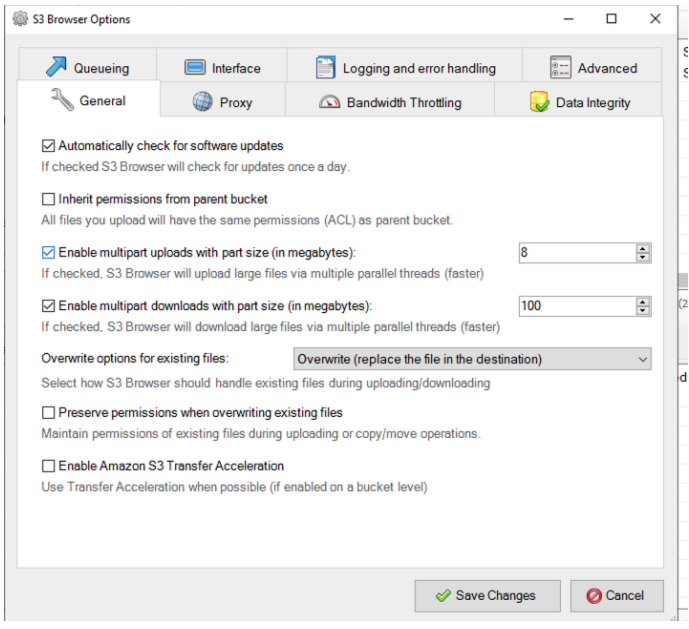 S3 Browser Options
Queueing
Interface
Logging and error handling
Advanced
General
Proxy
Bandwidth Throttling
Data Integrity
Automatically check for software updates
If checked S3 Browser will check for updates once a day.
Inherit permissions from parent bucket
All files you upload will have the same permissions (ACL) as parent bucket.
Enable multipart uploads with part size (in megabytes):
8
If checked, S3 Browser will upload large files via multiple parallel threads (faster)
Enable multipart downloads with part size (in megabytes):
100
If checked, S3 Browser will download large files via multiple parallel threads (faster)
Overwrite options for existing files:
Overwrite (replace the file in the destination)
Select how S3 Browser should handle existing files during uploading/downloading
Preserve permissions when overwriting existing files
Maintain permissions of existing files during uploading or copy/move operations.
Enable Amazon S3 Transfer Acceleration
Use Transfer Acceleration when possible (if enabled on a bucket level)
Save Changes
Cancel